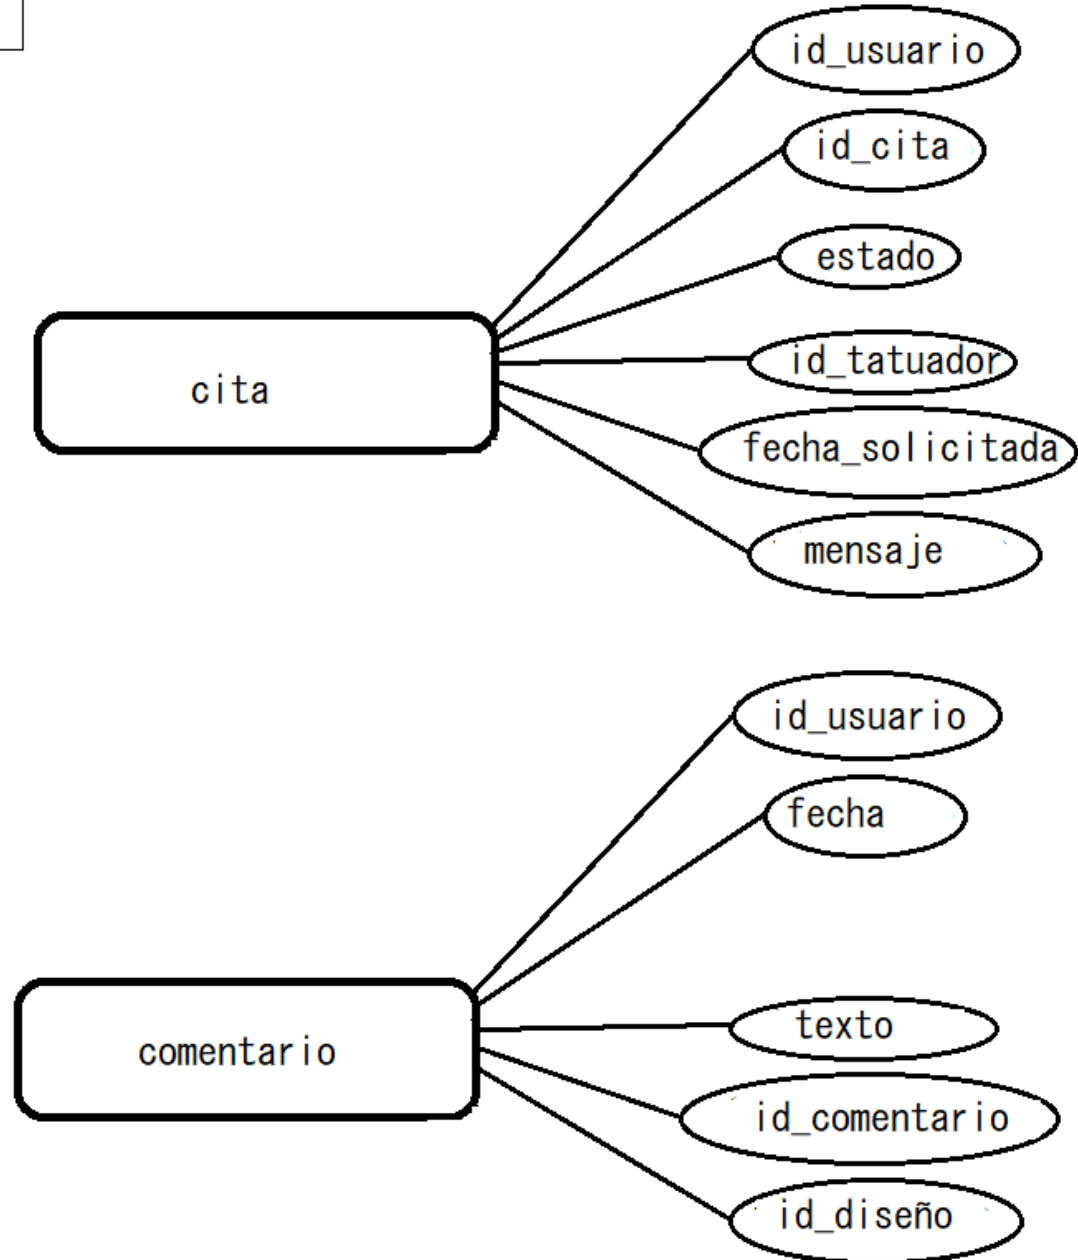 id_usuario
id_cita
estado
id_tatuador
fecha_solicitada
mensaje
cita
id_usuario
fecha
texto
id_comentario
id_diseño
comentario